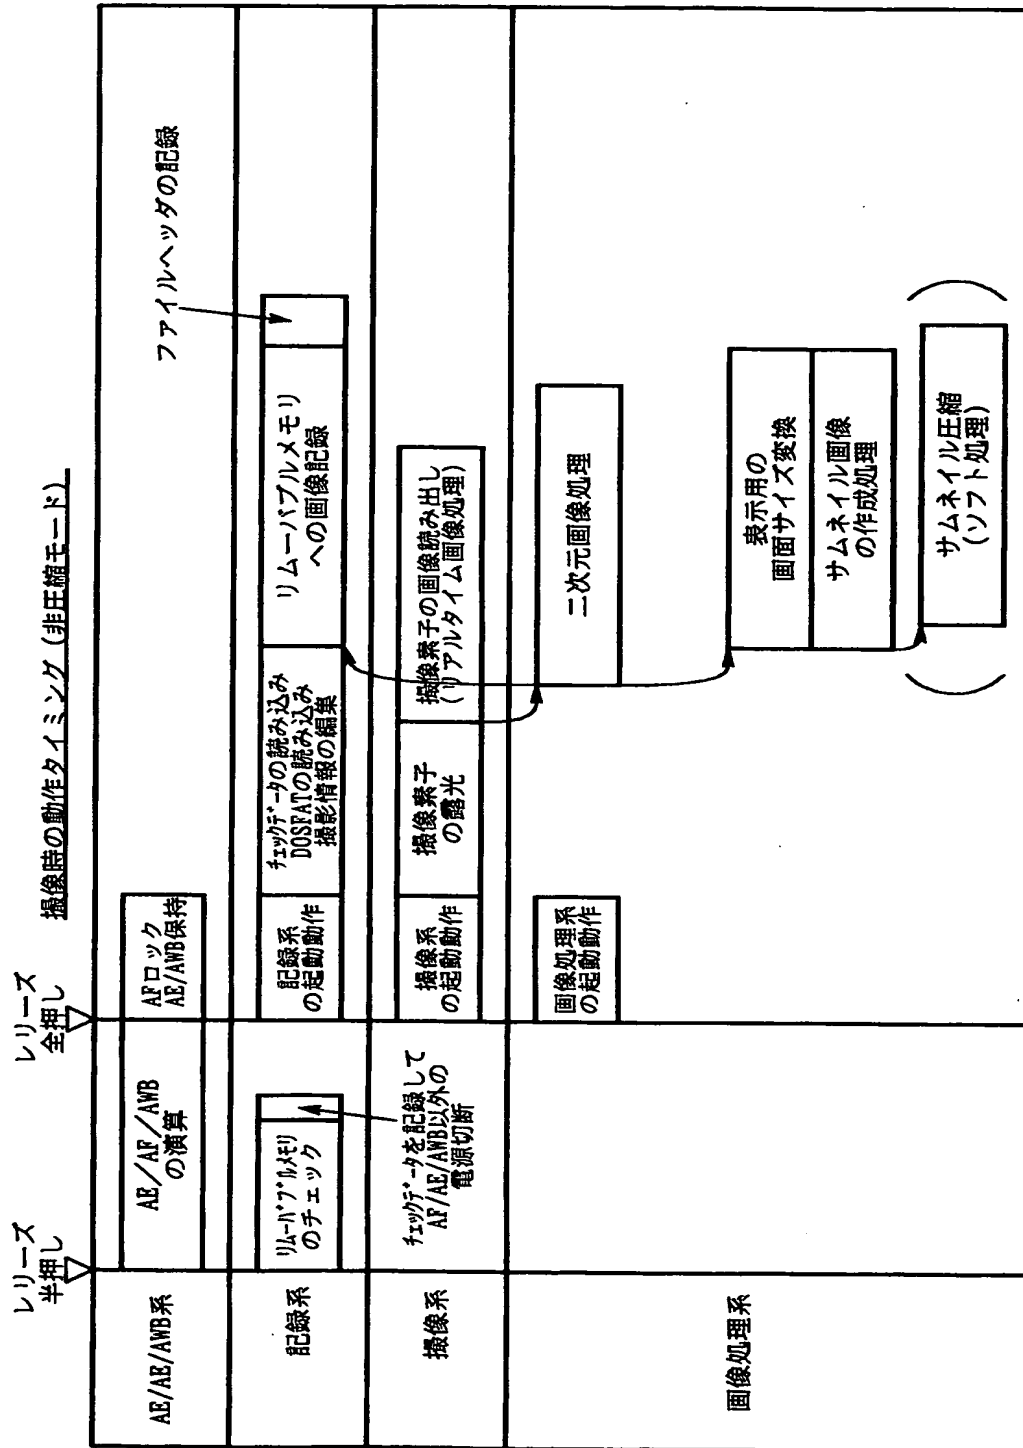 撮像時の動作タイミング(非圧縮モード)
レリーズ
半押し
レリーズ
全押し
AE/AE/AWB系
AE/AF/AWB
の演算
AFロック
AE/AWB保持
記録系
リムーバブルメモリ
のチェック
記録系
の起動動作
チェックデータの読み込み
DOSFATの読み込み
撮影情報の編集
リムーバブルメモリ
への画像記録
ファイルヘッダの記録
撮像系
チェックデータを記録して
AF/AE/AWB以外の
電源切断
撮像系
の起動動作
撮像素子
の露光
撮像素子の画像読み出し
(リアルタイム画像処理)
画像処理系
画像処理系
の起動動作
二次元画像処理
表示用の
画面サイズ変換
サムネイル画像
の作成処理
サムネイル圧縮
(ソフト処理)